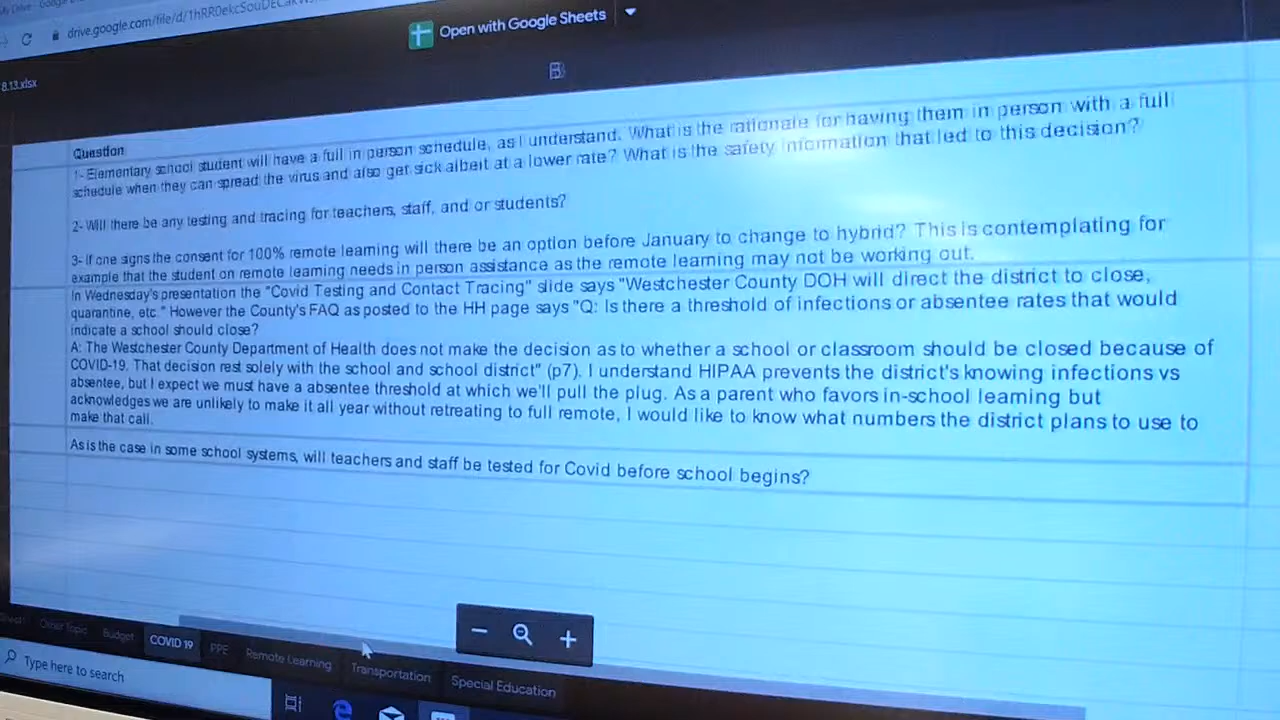 My Drive - Google
drive.google.com/file/d/1hRR0ekcSouDECakW
Open with Google Sheets
8.13.xlsx
Question
1- Elementary school student will have a full in person schedule, as I understand. What is the rationale for having them in person with a full
schedule when they can spread the virus and also get sick albeit at a lower rate? What is the safety information that led to this decision?
2- Will there be any testing and tracing for teachers, staff, and or students?
3- If one signs the consent for 100% remote learning will there be an option before January to change to hybrid? This is contemplating for
example that the student on remote learning needs in person assistance as the remote learning may not be working out.
In Wednesday's presentation the "Covid Testing and Contact Tracing" slide says "Westchester County DOH will direct the district to close,
quarantine, etc." However the County's FAQ as posted to the HH page says "Q: Is there a threshold of infections or absentee rates that would
indicate a school should close?
A: The Westchester County Department of Health does not make the decision as to whether a school or classroom should be closed because of
COVID-19. That decision rest solely with the school and school district" (p7). I understand HIPAA prevents the district's knowing infections vs
absentee, but I expect we must have a absentee threshold at which we'll pull the plug. As a parent who favors in-school learning but
acknowledges we are unlikely to make it all year without retreating to full remote, I would like to know what numbers the district plans to use to
make that call.
As is the case in some school systems, will teachers and staff be tested for Covid before school begins?
Other Topic Budget COVID 19 PPE Remote Learning Transportation Special Education
Type here to search